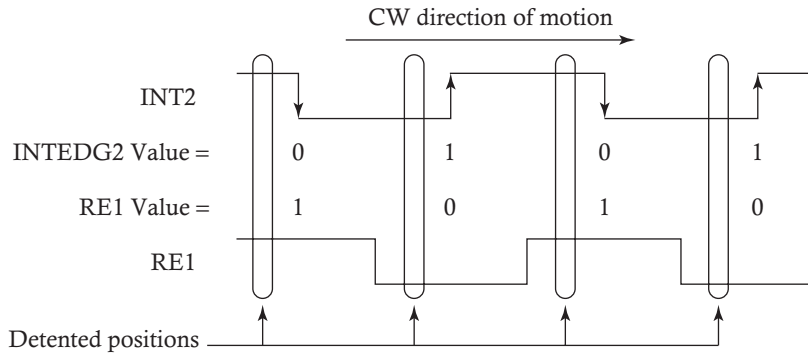 CW direction of motion
INT2
INTEDG2 Value = 0 1 0 1
RE1 Value = 1 0 1 0
RE1
Detented positions